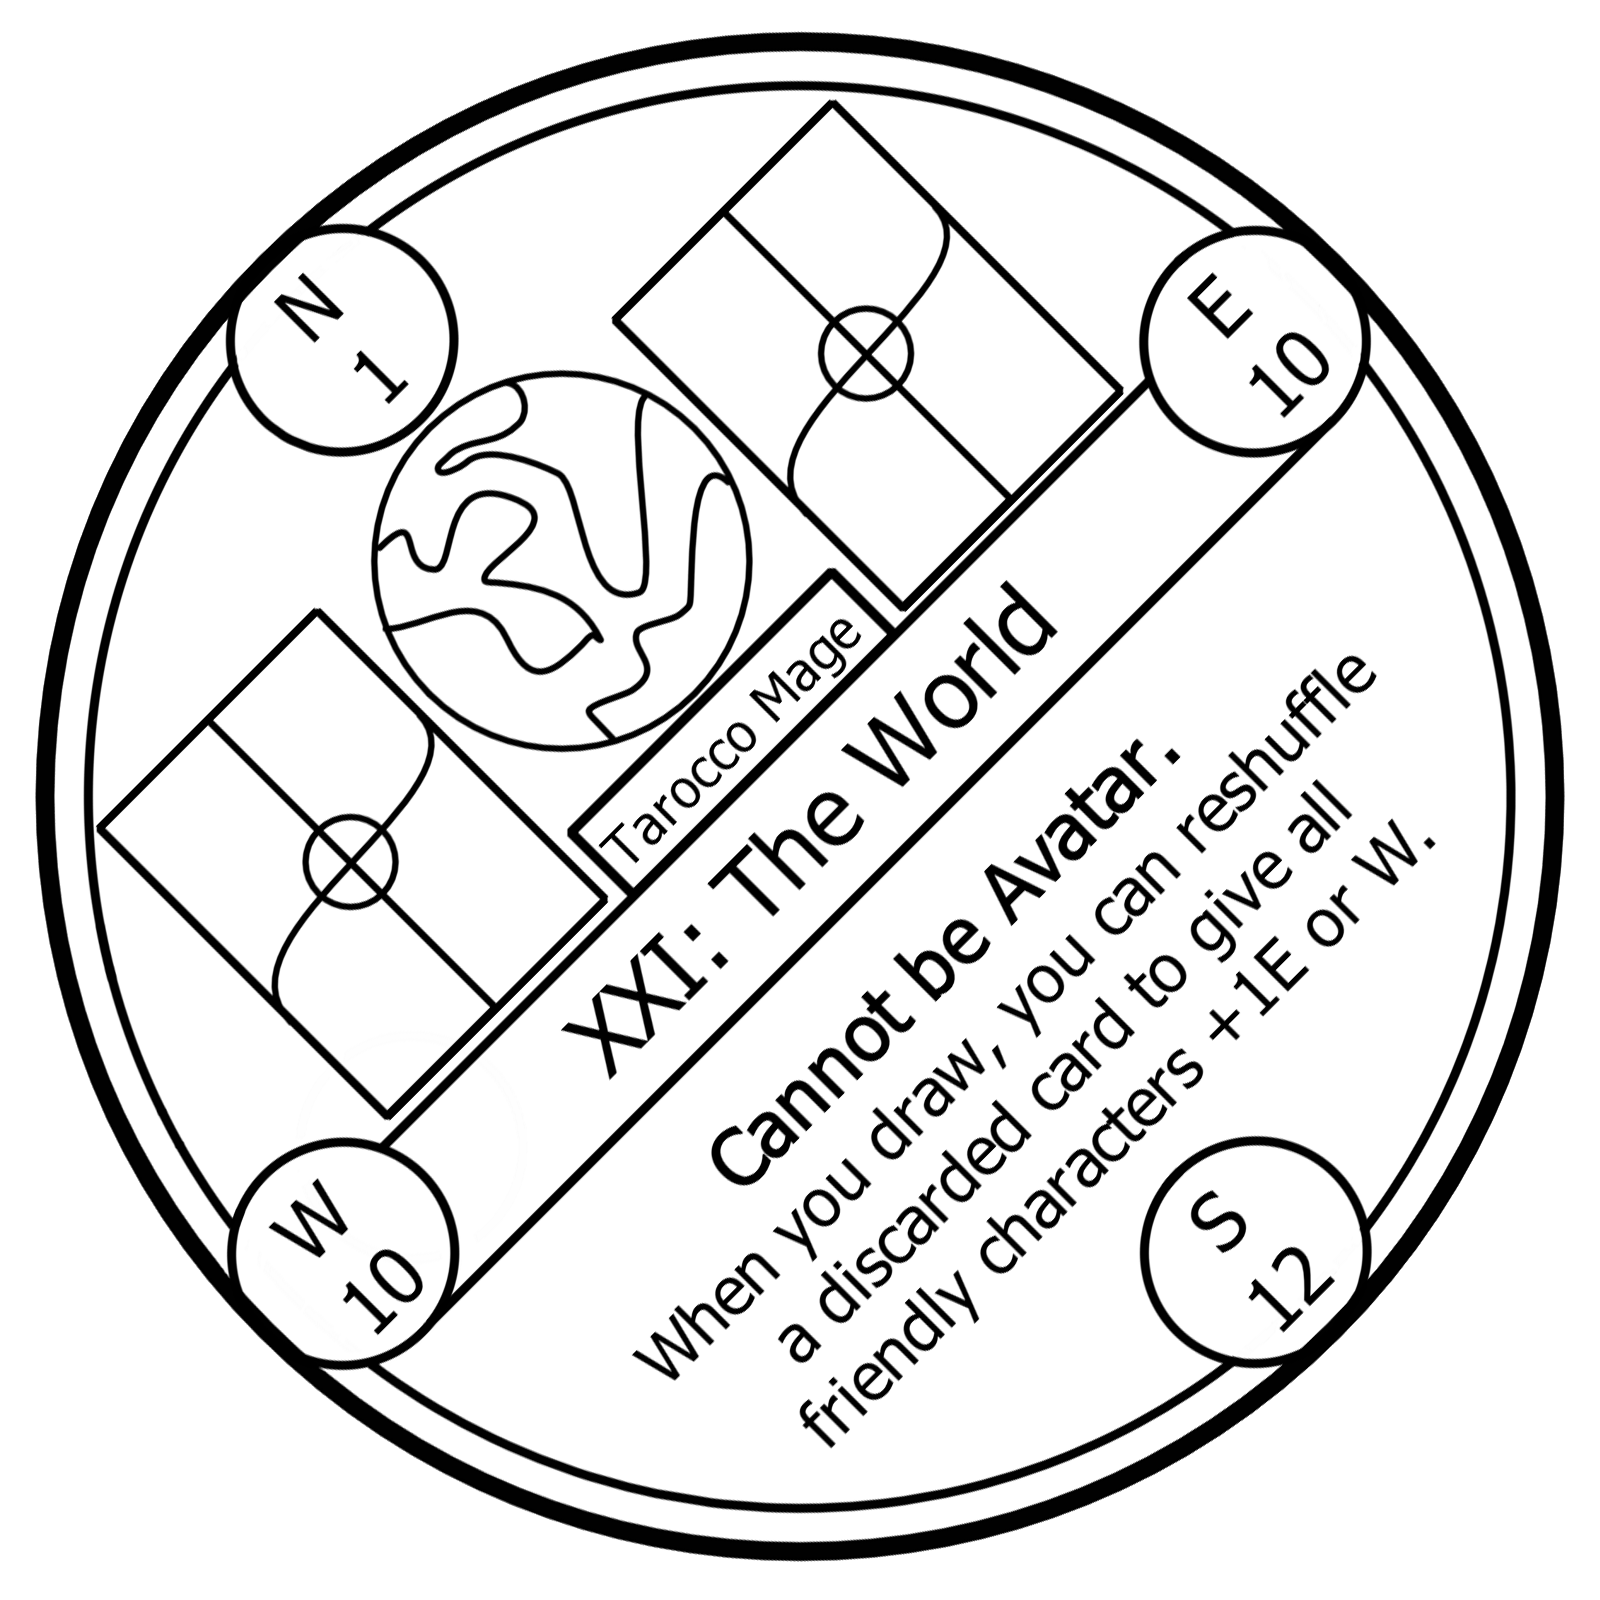 N
1
E
10
Tarocco Mage
XXI: The World
Cannot be Avatar.
When you draw, you can reshuffle
a discarded card to give all
friendly characters +1E or W.
W
10
S
12